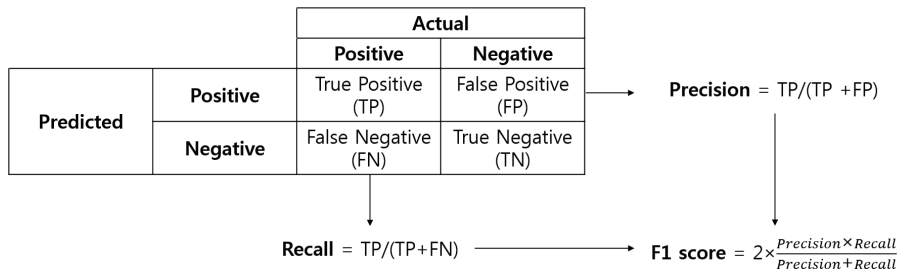 Actual
Positive Negative
Predicted
Positive
True Positive
(TP)
False Positive
(FP)
Precision = TP/(TP +FP)
Negative
False Negative
(FN)
True Negative
(TN)
Recall = TP/(TP+FN)
F1 score = 2×Precision×Recall/Precision+Recall